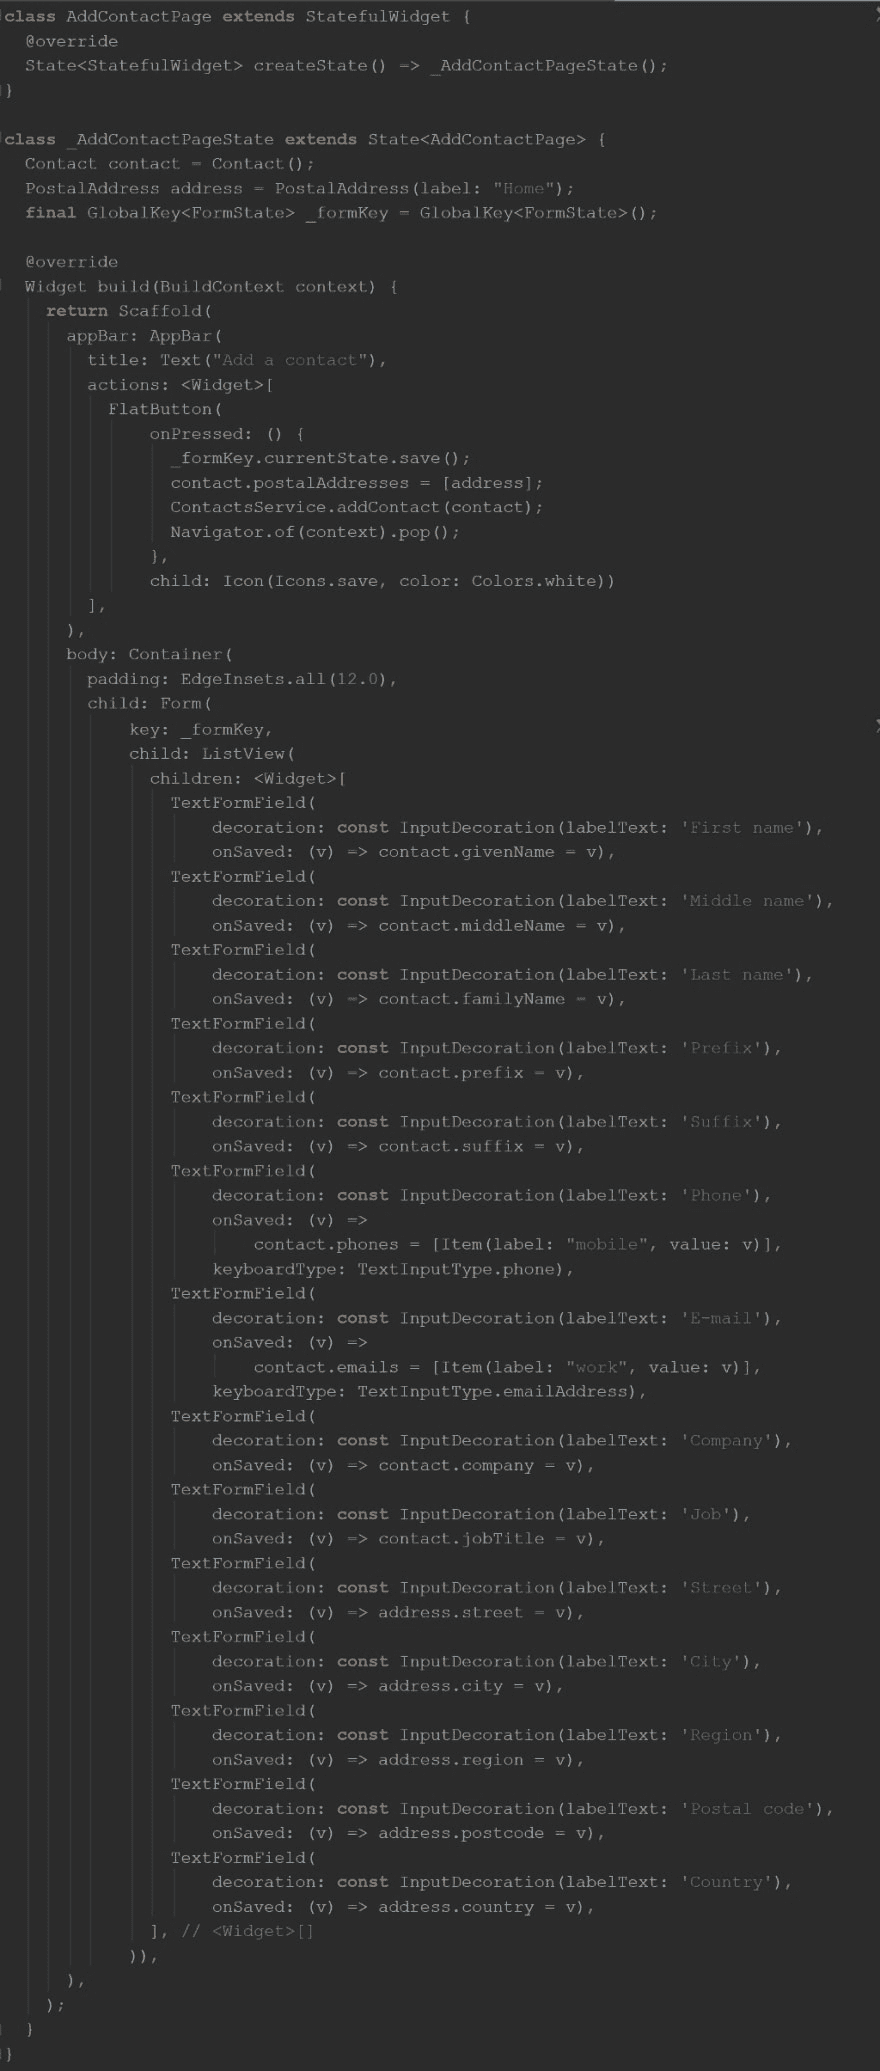 class AddContactPage extends StatefulWidget {
  @override
  State<StatefulWidget> createState() => _AddContactPageState();
}

class _AddContactPageState extends State<AddContactPage> {
  Contact contact = Contact();
  PostalAddress address = PostalAddress(label: "Home");
  final GlobalKey<FormState> _formKey = GlobalKey<FormState>();

  @override
  Widget build(BuildContext context) {
    return Scaffold(
      appBar: AppBar(
        title: Text("Add a contact"),
        actions: <Widget>[
          FlatButton(
              onPressed: () {
                _formKey.currentState.save();
                contact.postalAddresses = [address];
                ContactsService.addContact(contact);
                Navigator.of(context).pop();
              },
              child: Icon(Icons.save, color: Colors.white))
        ],
      ),
      body: Container(
        padding: EdgeInsets.all(12.0),
        child: Form(
            key: _formKey,
            child: ListView(
              children: <Widget>[
                TextFormField(
                    decoration: const InputDecoration(labelText: 'First name'),
                    onSaved: (v) => contact.givenName = v),
                TextFormField(
                    decoration: const InputDecoration(labelText: 'Middle name'),
                    onSaved: (v) => contact.middleName = v),
                TextFormField(
                    decoration: const InputDecoration(labelText: 'Last name'),
                    onSaved: (v) => contact.familyName = v),
                TextFormField(
                    decoration: const InputDecoration(labelText: 'Prefix'),
                    onSaved: (v) => contact.prefix = v),
                TextFormField(
                    decoration: const InputDecoration(labelText: 'Suffix'),
                    onSaved: (v) => contact.suffix = v),
                TextFormField(
                    decoration: const InputDecoration(labelText: 'Phone'),
                    onSaved: (v) =>
                        contact.phones = [Item(label: "mobile", value: v)],
                    keyboardType: TextInputType.phone),
                TextFormField(
                    decoration: const InputDecoration(labelText: 'E-mail'),
                    onSaved: (v) =>
                        contact.emails = [Item(label: "work", value: v)],
                    keyboardType: TextInputType.emailAddress),
                TextFormField(
                    decoration: const InputDecoration(labelText: 'Company'),
                    onSaved: (v) => contact.company = v),
                TextFormField(
                    decoration: const InputDecoration(labelText: 'Job'),
                    onSaved: (v) => contact.jobTitle = v),
                TextFormField(
                    decoration: const InputDecoration(labelText: 'Street'),
                    onSaved: (v) => address.street = v),
                TextFormField(
                    decoration: const InputDecoration(labelText: 'City'),
                    onSaved: (v) => address.city = v),
                TextFormField(
                    decoration: const InputDecoration(labelText: 'Region'),
                    onSaved: (v) => address.region = v),
                TextFormField(
                    decoration: const InputDecoration(labelText: 'Postal code'),
                    onSaved: (v) => address.postcode = v),
                TextFormField(
                    decoration: const InputDecoration(labelText: 'Country'),
                    onSaved: (v) => address.country = v),
              ], // <Widget>[]
            )),
      ),
    );
  }
}